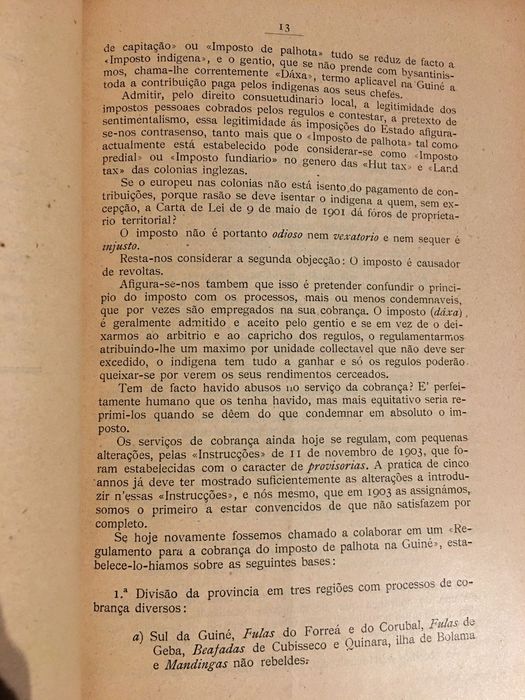 13
de capitação» ou «Imposto de palhota» tudo se reduz de facto a
«Imposto indigena», e o gentio, que se não prende com bysantinis-
mos, chama-lhe correntemente «Dáxa», termo aplicavel na Guiné a
toda a contribuição paga pelos indigenas aos seus chefes.
Admitir, pelo direito consuetudinario local, a legitimidade dos
impostos pessoaes cobrados pelos regulos e contestar, a pretexto de
sentimentalismo, essa legitimidade ás imposições do Estado afigura-
se-nos contrasenso, tanto mais que o «Imposto de palhota» tal como
actualmente está estabelecido pode considerar-se como «Imposto
predial» ou «Imposto fundiario» no genero das «Hut tax» e «Land
tax» das colonias inglezas.
Se o europeu nas colonias não está isento do pagamento de con-
tribuições, porque rasão se deve isentar o indigena a quem, sem ex-
cepção, a Carta de Lei de 9 de maio de 1901 dá fóros de proprieta-
rio territorial?
O imposto não é portanto odioso nem vexatorio e nem sequer é
injusto.
Resta-nos considerar a segunda objecção: O imposto é causador
de revoltas.
Afigura-se-nos tambem que isso é pretender confundir o princi-
pio do imposto com os processos, mais ou menos condemnaveis,
que por vezes são empregados na sua cobrança. O imposto (dáxa)
é geralmente admitido e aceito pelo gentio e se em vez de o dei-
xarmos ao arbitrio e ao capricho dos regulos, o regulamentarmos
atribuindo-lhe um maximo por unidade collectavel que não deve ser
excedido, o indigena tem tudo a ganhar e só os regulos poderão
queixar-se por verem os seus rendimentos cerceados.
Tem de facto havido abusos no serviço da cobrança? E' perfei-
tamente humano que os tenha havido, mas mais equitativo seria re-
primi-los quando se dêem do que condemnar em absoluto o im-
posto.
Os serviços de cobrança ainda hoje se regulam, com pequenas
alterações, pelas «Instrucções» de 11 de novembro de 1903, que fo-
ram estabelecidas com o caracter de provisorias. A pratica de cinco
annos já deve ter mostrado suficientemente as alterações a introdu-
zir n'essas «Instrucções», e nós mesmo, que em 1903 as assignámos,
somos o primeiro a estar convencidos de que não satisfazem por
completo.
Se hoje novamente fossemos chamado a colaborar em um «Re-
gulamento para a cobrança do imposto de palhota na Guiné», esta-
belece-lo-hiamos sobre as seguintes bases:
1.ª Divisão da provincia em tres regiões com processos de co-
brança diversos:
a) Sul da Guiné, Fulas do Forreá e do Corubal, Fulas de
Geba, Beafadas de Cubisseco e Quinara, ilha de Bolama
e Mandingas não rebeldes.